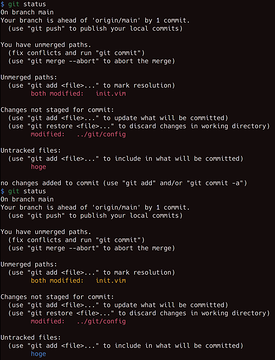 $ git status
On branch main
Your branch is ahead of 'origin/main' by 1 commit.
(use "git push" to publish your local commits)
You have unmerged paths.
(fix conflicts and run "git commit")
(use "git merge --abort" to abort the merge)
Unmerged paths:
(use "git add <file>..." to mark resolution)
both modified: init.vim
Changes not staged for commit:
(use "git add <file>..." to update what will be committed)
(use "git restore <file>..." to discard changes in working directory)
modified: ../git/config
Untracked files:
(use "git add <file>..." to include in what will be committed)
hoge
no changes added to commit (use "git add" and/or "git commit -a")
$ git status
On branch main
Your branch is ahead of 'origin/main' by 1 commit.
(use "git push" to publish your local commits)
You have unmerged paths.
(fix conflicts and run "git commit")
(use "git merge --abort" to abort the merge)
Unmerged paths:
(use "git add <file>..." to mark resolution)
both modified: init.vim
Changes not staged for commit:
(use "git add <file>..." to update what will be committed)
(use "git restore <file>..." to discard changes in working directory)
modified: ../git/config
Untracked files:
(use "git add <file>..." to include in what will be committed)
hoge